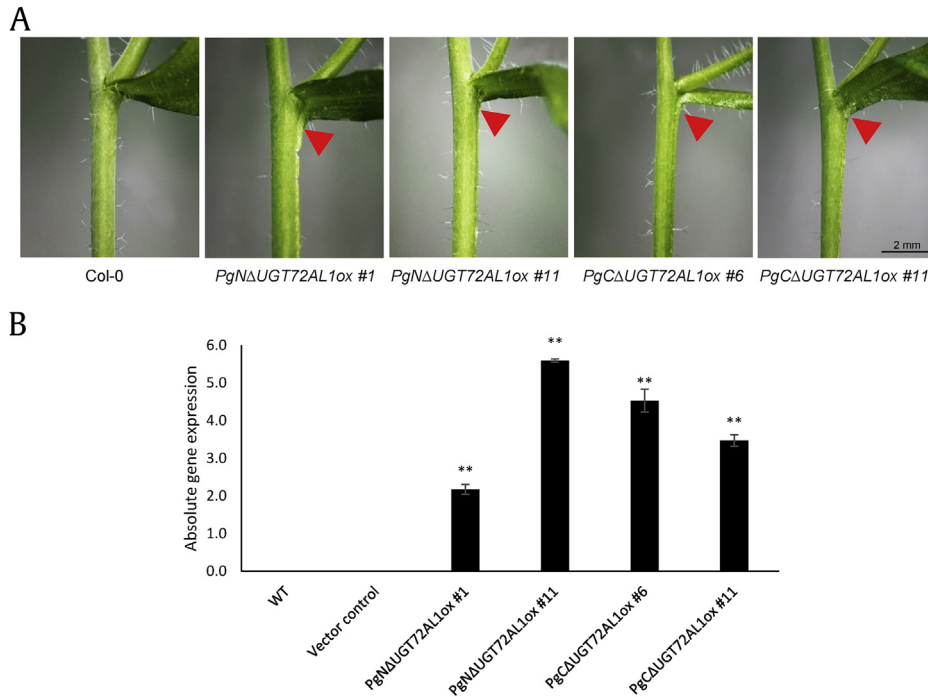 A
2 mm
Col-0 PgNΔUGT72AL1ox #1 PgNΔUGT72AL1ox #11 PgCΔUGT72AL1ox #6 PgCΔUGT72AL1ox #11
B
Absolute gene expression
6.0
5.0
4.0
3.0
2.0
1.0
0.0
**
**
**
**
WT
Vector control
PgNΔUGT72AL1ox #1
PgNΔUGT72AL1ox #11
PgCΔUGT72AL1ox #6
PgCΔUGT72AL1ox #11